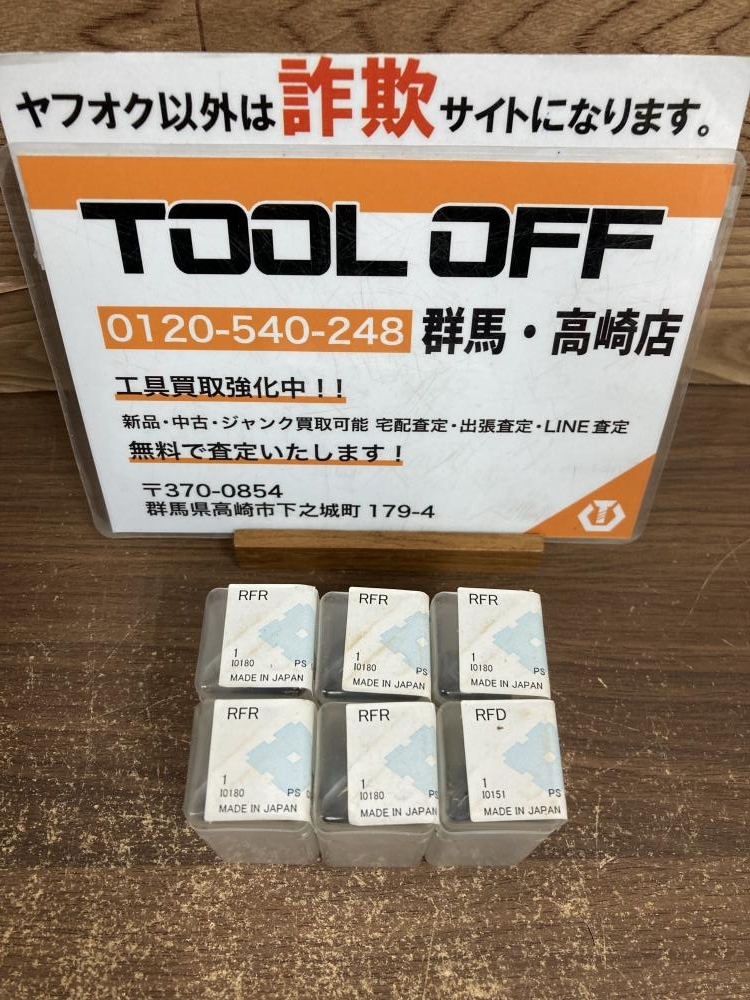 ヤフオク以外は詐欺サイトになります。
TOOL OFF
0120-540-248 群馬・高崎店
工具買取強化中！！
新品・中古・ジャンク買取可能 宅配査定・出張査定・LINE査定
無料で査定いたします！
〒370-0854
群馬県高崎市下之城町 179-4
RFR
1
I0180 PS
MADE IN JAPAN
RFR
1
I0180 PS
MADE IN JAPAN
RFR
1
I0180 PS
MADE IN JAPAN
RFR
1
I0180 PS
MADE IN JAPAN
RFR
1
I0180 PS
MADE IN JAPAN
RFD
1
I0151 PS
MADE IN JAPAN